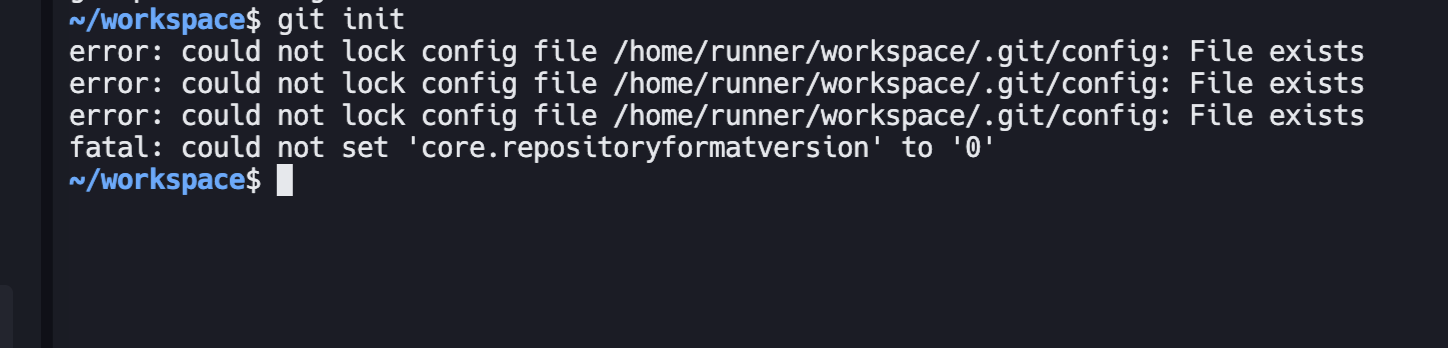 ~/workspace$ git init
error: could not lock config file /home/runner/workspace/.git/config: File exists
error: could not lock config file /home/runner/workspace/.git/config: File exists
error: could not lock config file /home/runner/workspace/.git/config: File exists
fatal: could not set 'core.repositoryformatversion' to '0'
~/workspace$